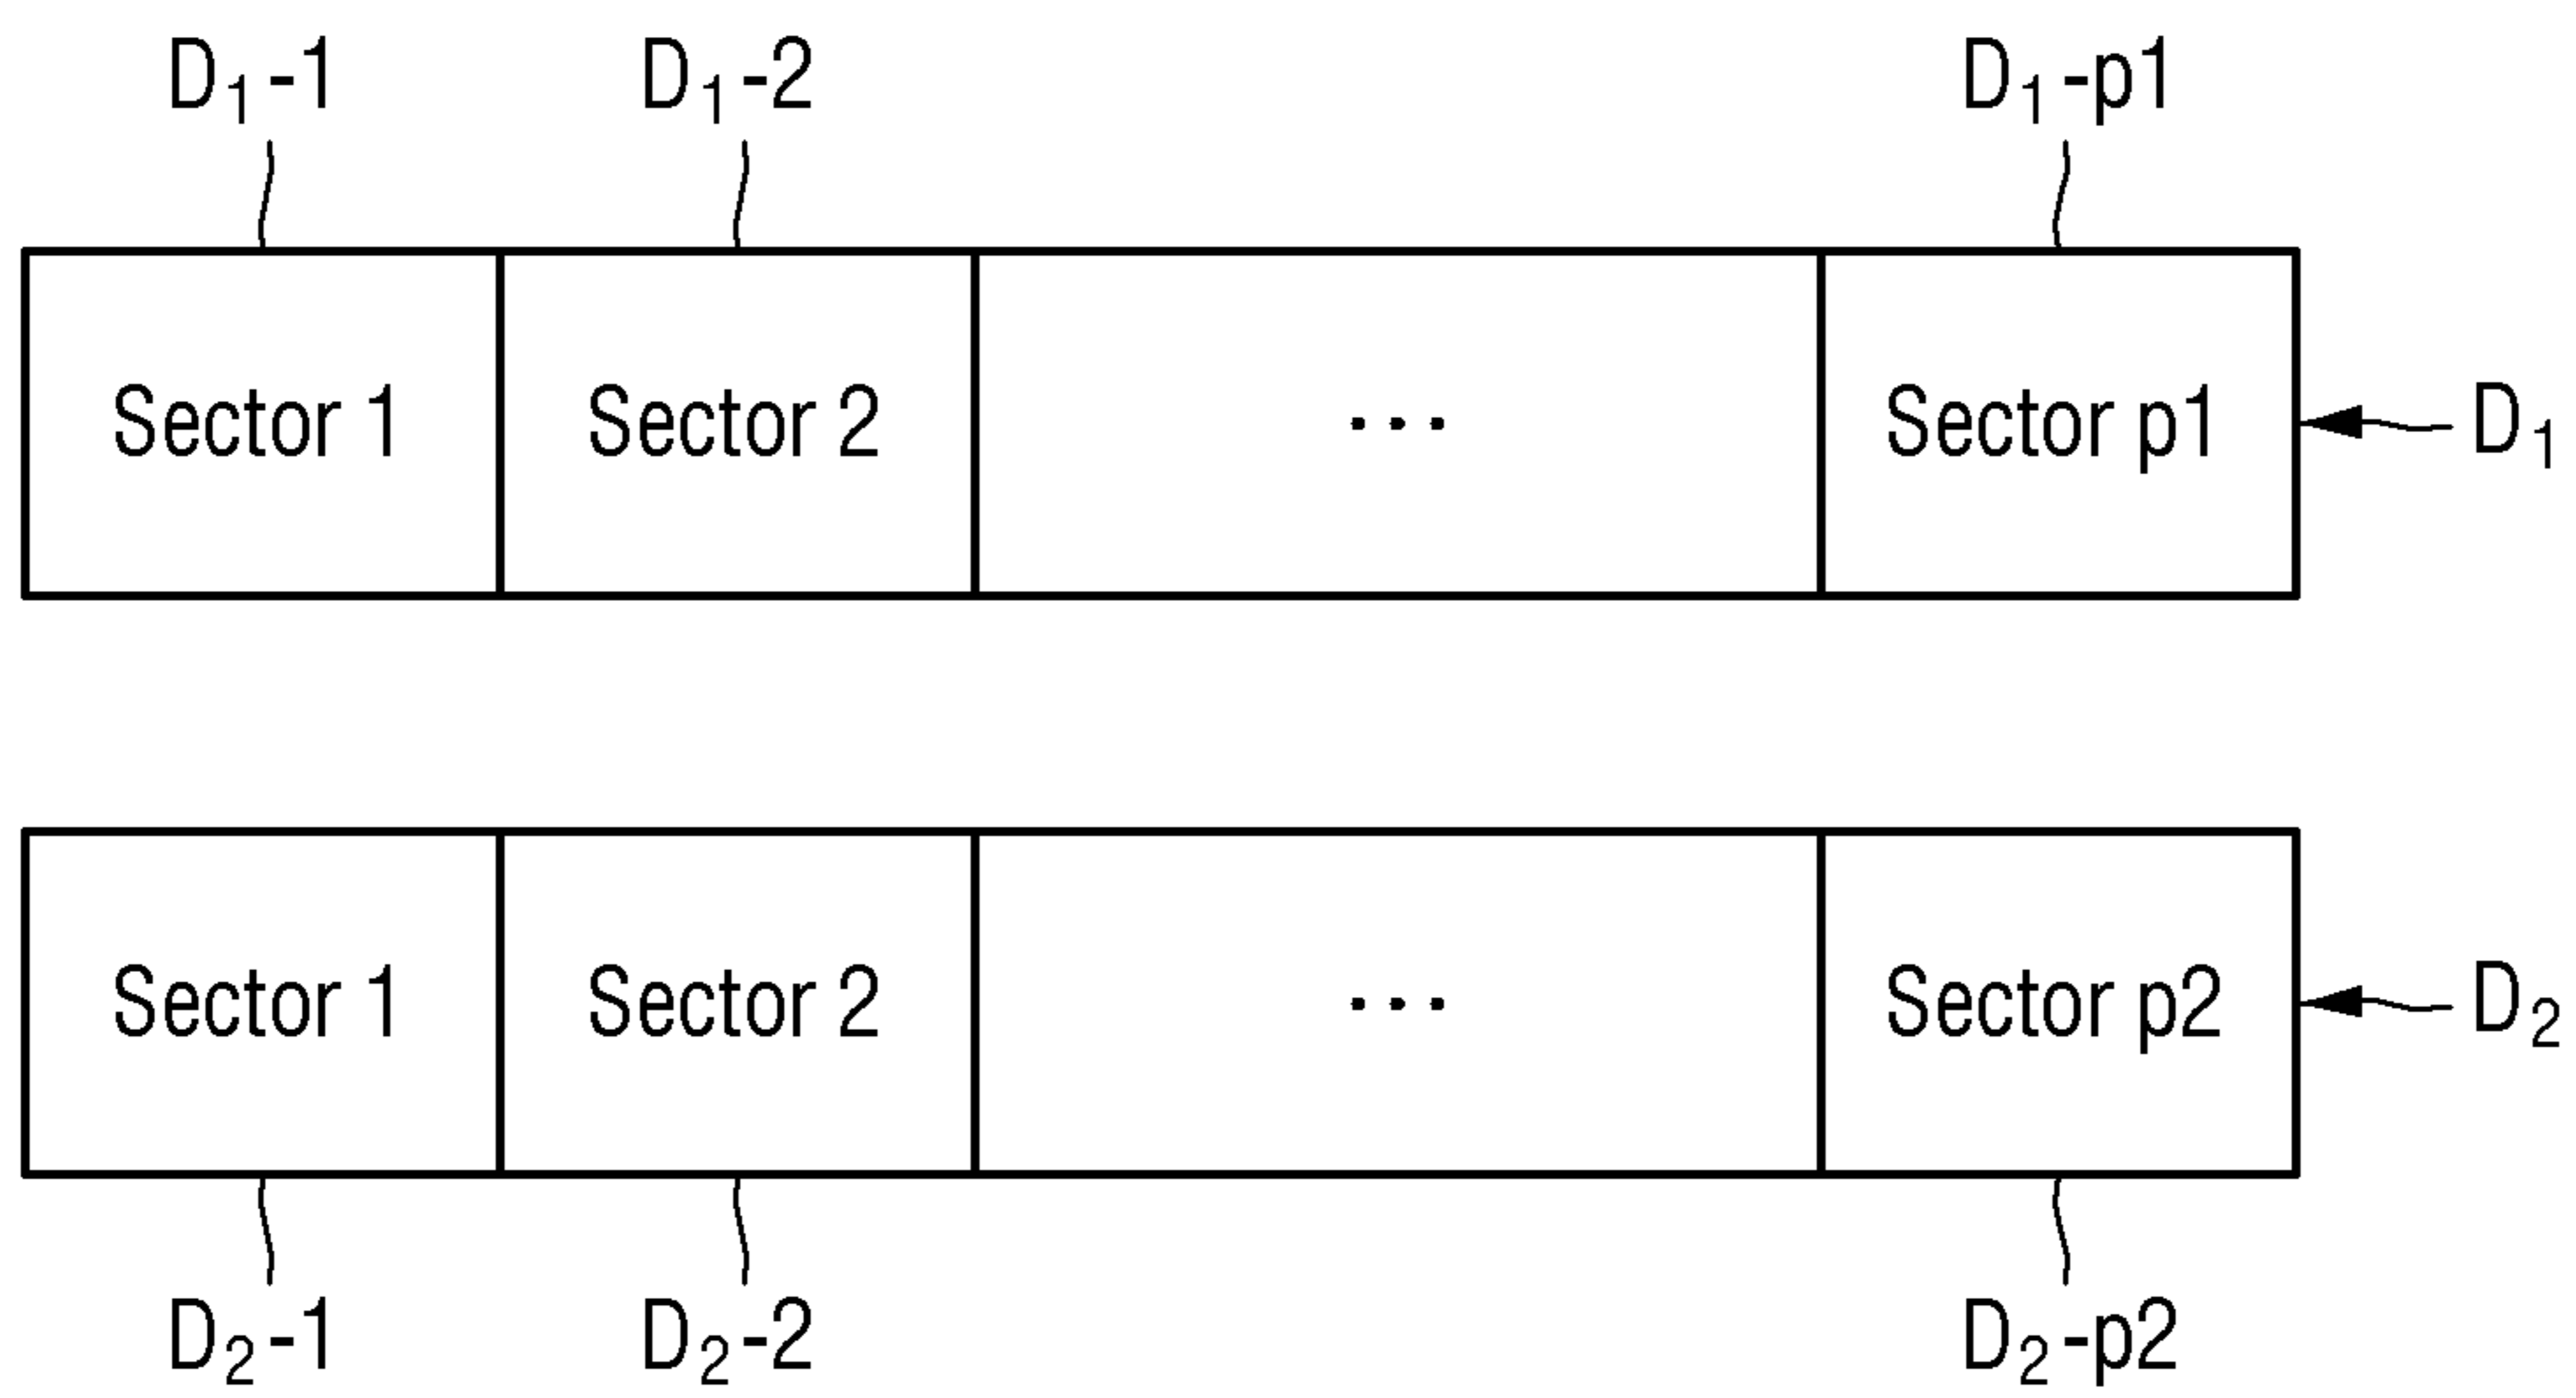 D₁-1 D₁-2 D₁-p1
Sector 1 Sector 2 ... Sector p1 D₁
Sector 1 Sector 2 ... Sector p2 D₂
D₂-1 D₂-2 D₂-p2